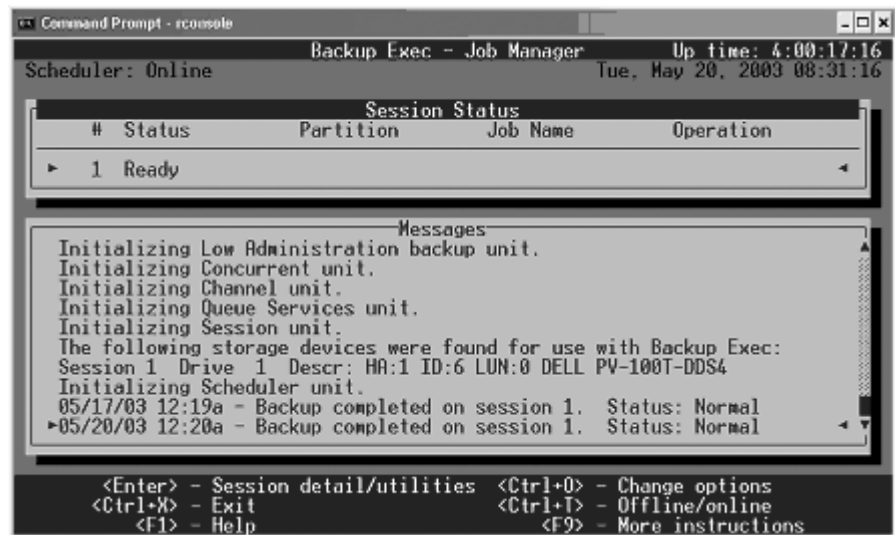 Command Prompt - rconsole
Backup Exec - Job Manager Up time: 4:00:17:16
Scheduler: Online Tue, May 20, 2003 08:31:16
Session Status
# Status Partition Job Name Operation
1 Ready
Messages
Initializing Low Administration backup unit.
Initializing Concurrent unit.
Initializing Channel unit.
Initializing Queue Services unit.
Initializing Session unit.
The following storage devices were found for use with Backup Exec:
Session 1 Drive 1 Descr: HA:1 ID:6 LUN:0 DELL PV-100T-DDS4
Initializing Scheduler unit.
05/17/03 12:19a - Backup completed on session 1. Status: Normal
05/20/03 12:20a - Backup completed on session 1. Status: Normal
<Enter> - Session detail/utilities <Ctrl+O> - Change options
<Ctrl+X> - Exit <Ctrl+T> - Offline/online
<F1> - Help <F9> - More instructions